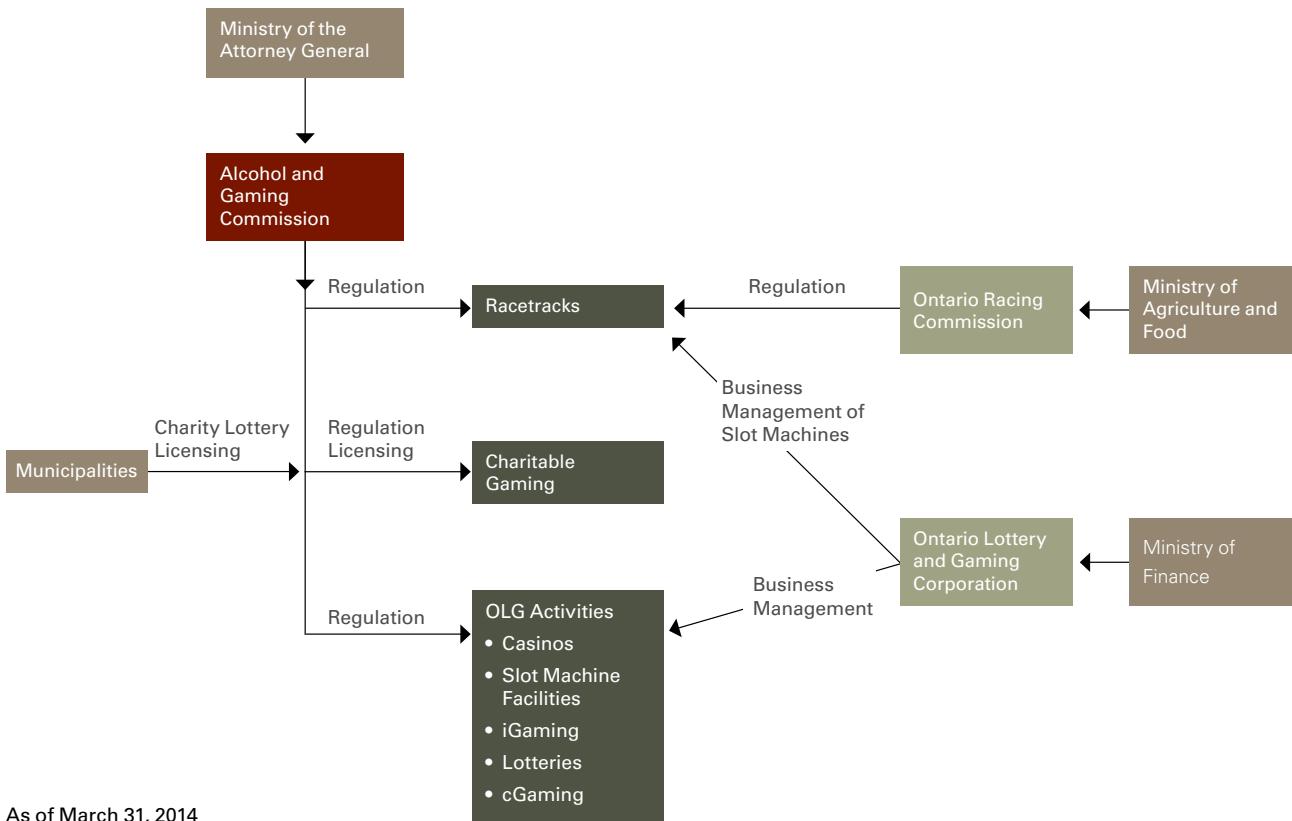 Ministry of the
Attorney General
Alcohol and
Gaming
Commission
Regulation
Racetracks
Regulation
Ontario Racing
Commission
Ministry of
Agriculture and
Food
Business
Management of
Slot Machines
Charity Lottery
Licensing
Regulation
Licensing
Municipalities
Charitable
Gaming
Ontario Lottery
and Gaming
Corporation
Ministry of
Finance
Business
Management
Regulation
OLG Activities
• Casinos
• Slot Machine
Facilities
• iGaming
• Lotteries
• cGaming
As of March 31, 2014